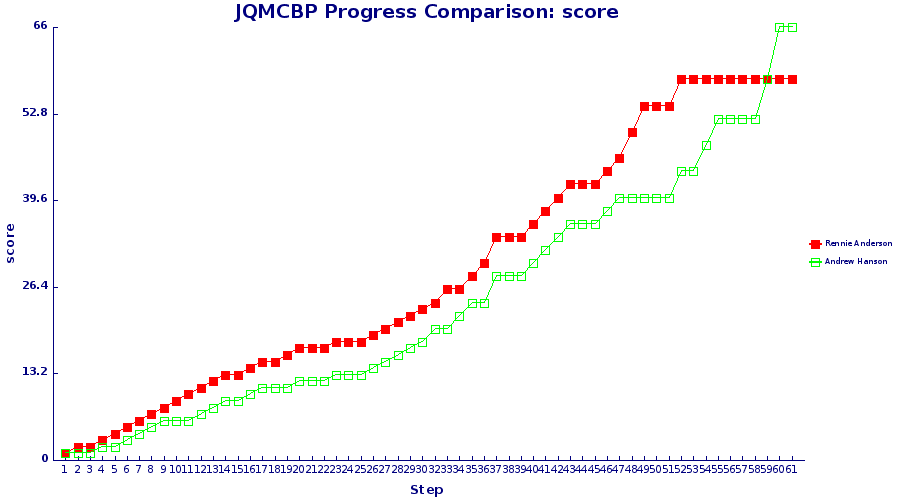 JQMCBP Progress Comparison: score
66
52.8
39.6
26.4
13.2
0
score
1 2 3 4 5 6 7 8 9 10 11 12 13 14 15 16 17 18 19 20 21 22 23 24 25 26 27 28 29 30 31 32 33 34 35 36 37 38 39 40 41 42 43 44 45 46 47 48 49 50 51 52 53 54 55 56 57 58 59 60 61
Step
Rennie Anderson
Andrew Hanson